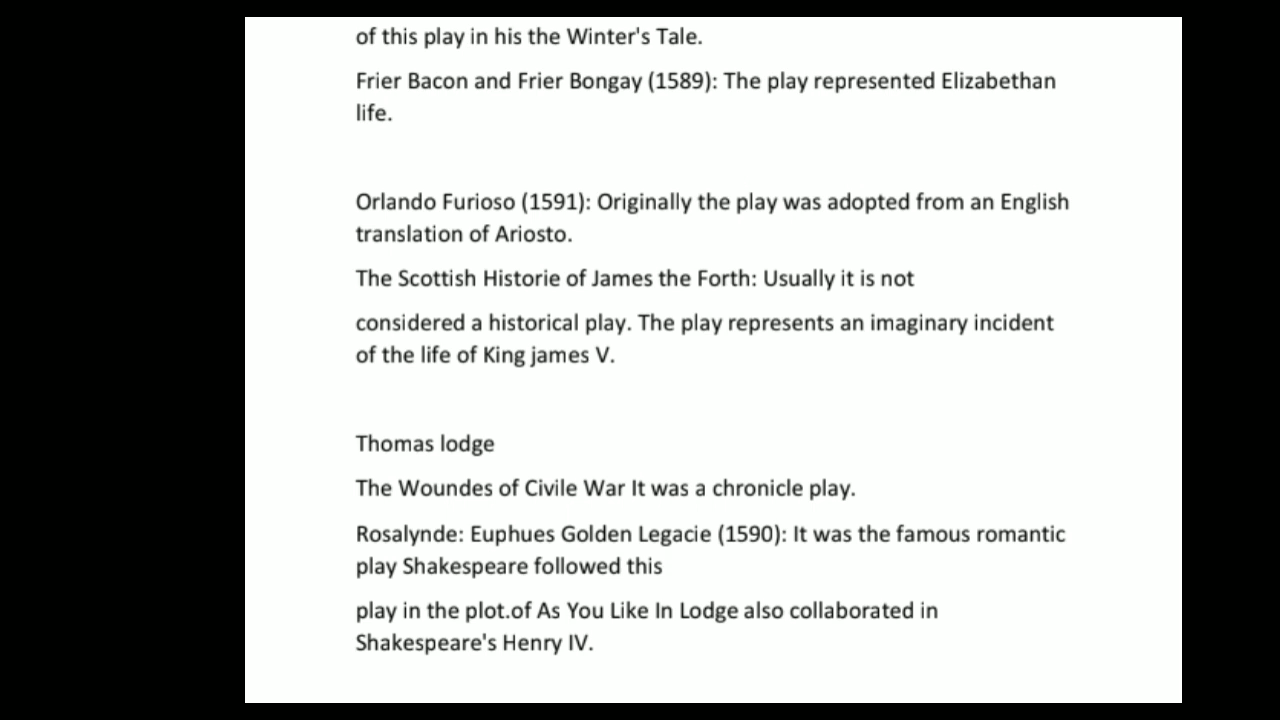 of this play in his the Winter's Tale.
Frier Bacon and Frier Bongay (1589): The play represented Elizabethan
life.
Orlando Furioso (1591): Originally the play was adopted from an English
translation of Ariosto.
The Scottish Historie of James the Forth: Usually it is not
considered a historical play. The play represents an imaginary incident
of the life of King james V.
Thomas lodge
The Woundes of Civile War It was a chronicle play.
Rosalynde: Euphues Golden Legacie (1590): It was the famous romantic
play Shakespeare followed this
play in the plot.of As You Like In Lodge also collaborated in
Shakespeare's Henry IV.